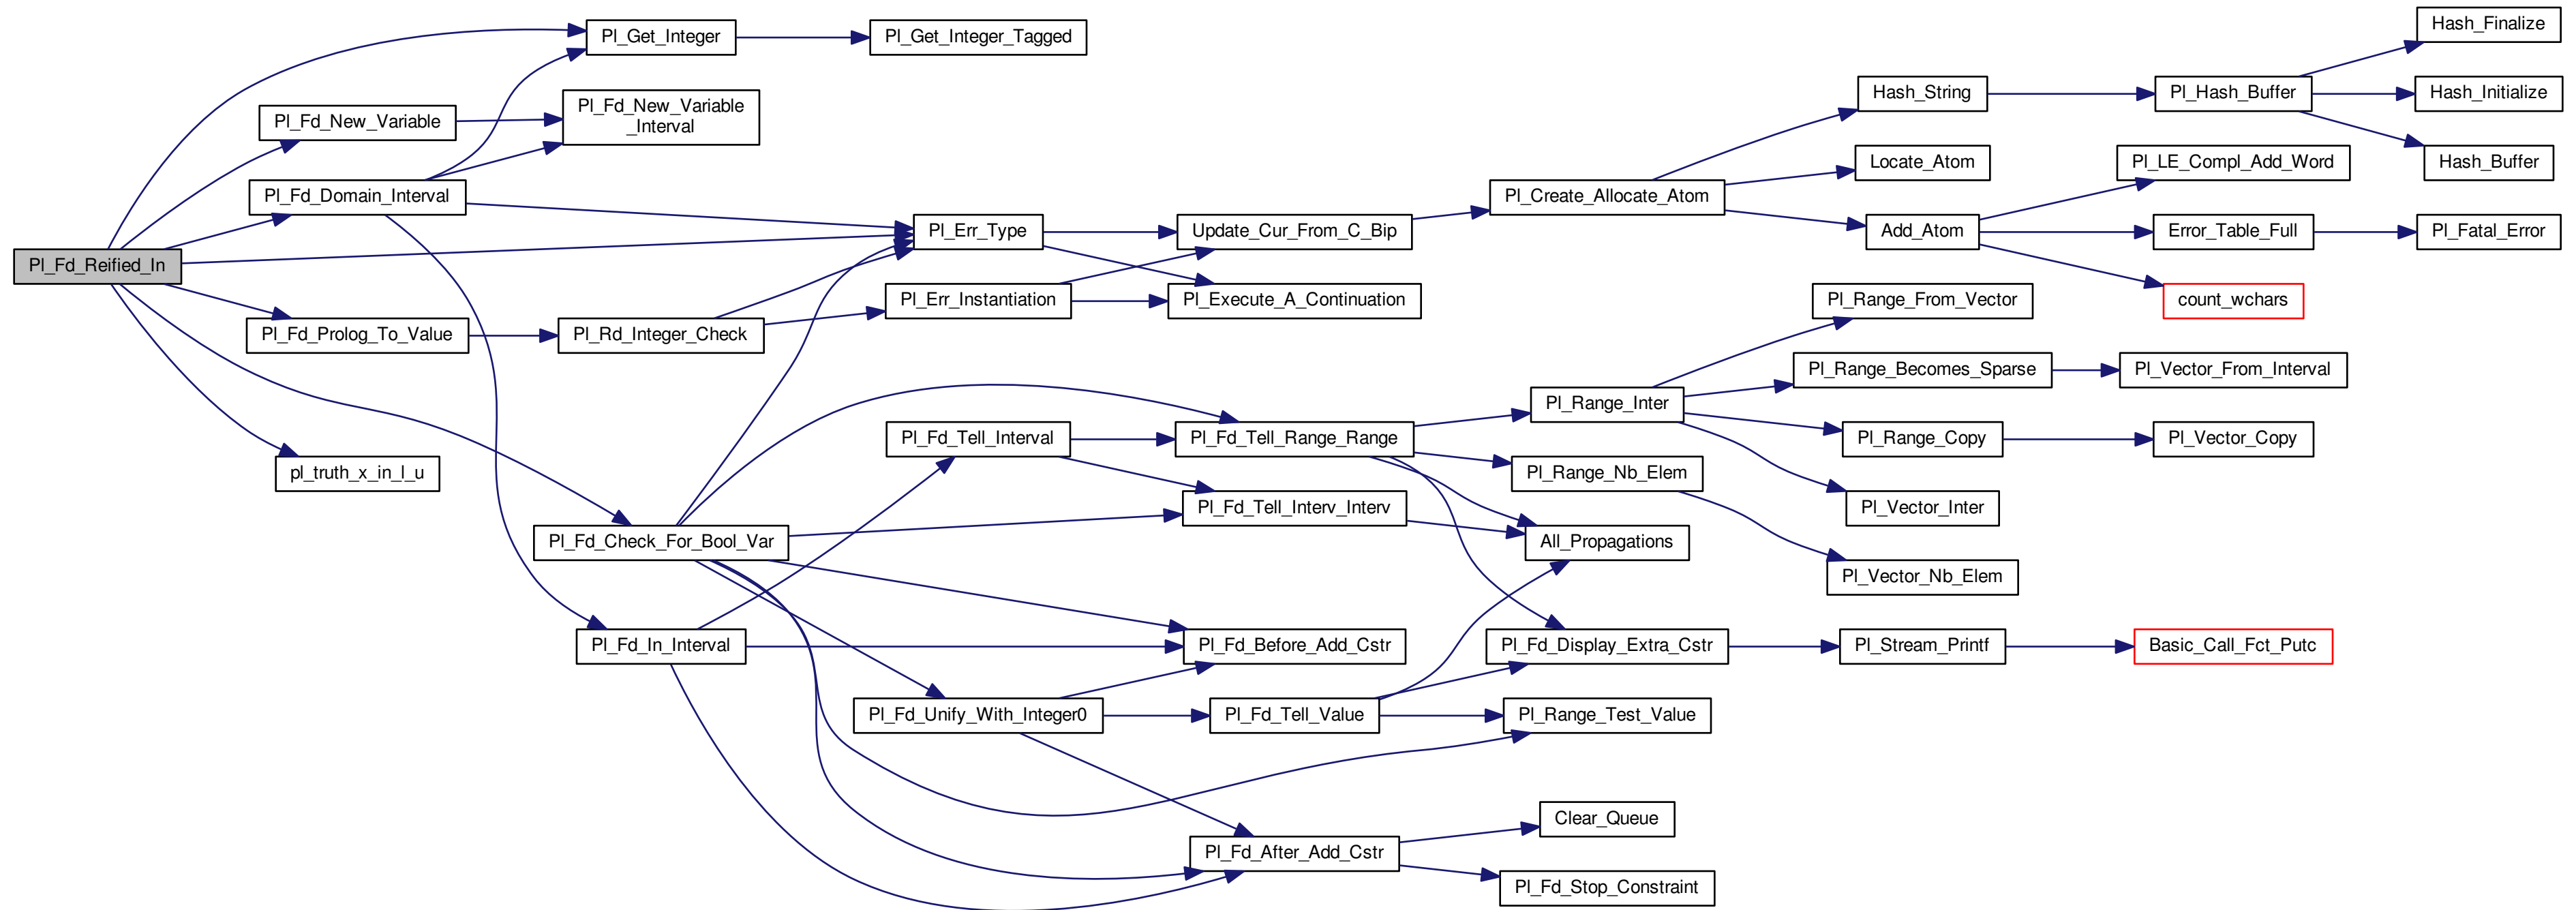 Pl_Fd_Reified_In
Pl_Get_Integer
Pl_Get_Integer_Tagged
Pl_Fd_New_Variable
Pl_Fd_New_Variable
_Interval
Pl_Fd_Domain_Interval
Pl_Err_Type
Update_Cur_From_C_Bip
Pl_Create_Allocate_Atom
Hash_String
Pl_Hash_Buffer
Hash_Finalize
Hash_Initialize
Hash_Buffer
Locate_Atom
Add_Atom
Pl_LE_Compl_Add_Word
Error_Table_Full
Pl_Fatal_Error
count_wchars
Pl_Execute_A_Continuation
Pl_Fd_Prolog_To_Value
Pl_Rd_Integer_Check
Pl_Err_Instantiation
pl_truth_x_in_l_u
Pl_Fd_Check_For_Bool_Var
Pl_Fd_In_Interval
Pl_Fd_Tell_Interval
Pl_Fd_Tell_Range_Range
Pl_Fd_Tell_Interv_Interv
Pl_Range_Inter
Pl_Range_From_Vector
Pl_Range_Becomes_Sparse
Pl_Vector_From_Interval
Pl_Range_Copy
Pl_Vector_Copy
Pl_Vector_Inter
Pl_Range_Nb_Elem
Pl_Vector_Nb_Elem
All_Propagations
Pl_Fd_Before_Add_Cstr
Pl_Fd_Display_Extra_Cstr
Pl_Stream_Printf
Basic_Call_Fct_Putc
Pl_Fd_Unify_With_Integer0
Pl_Fd_Tell_Value
Pl_Range_Test_Value
Pl_Fd_After_Add_Cstr
Clear_Queue
Pl_Fd_Stop_Constraint